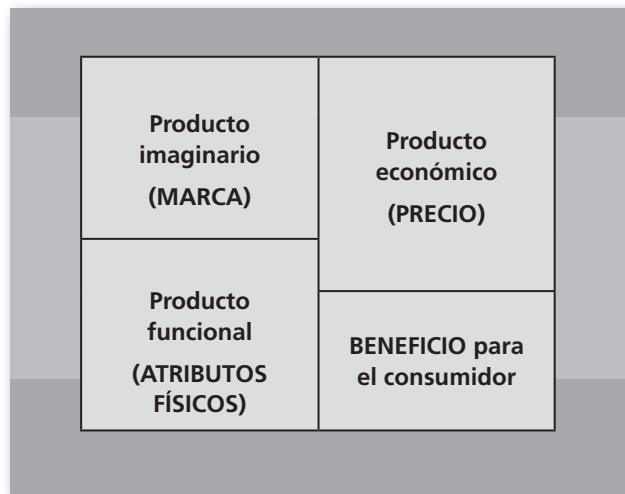 Producto
imaginario
(MARCA)
Producto
funcional
(ATRIBUTOS
FÍSICOS)
Producto
económico
(PRECIO)
BENEFICIO para
el consumidor